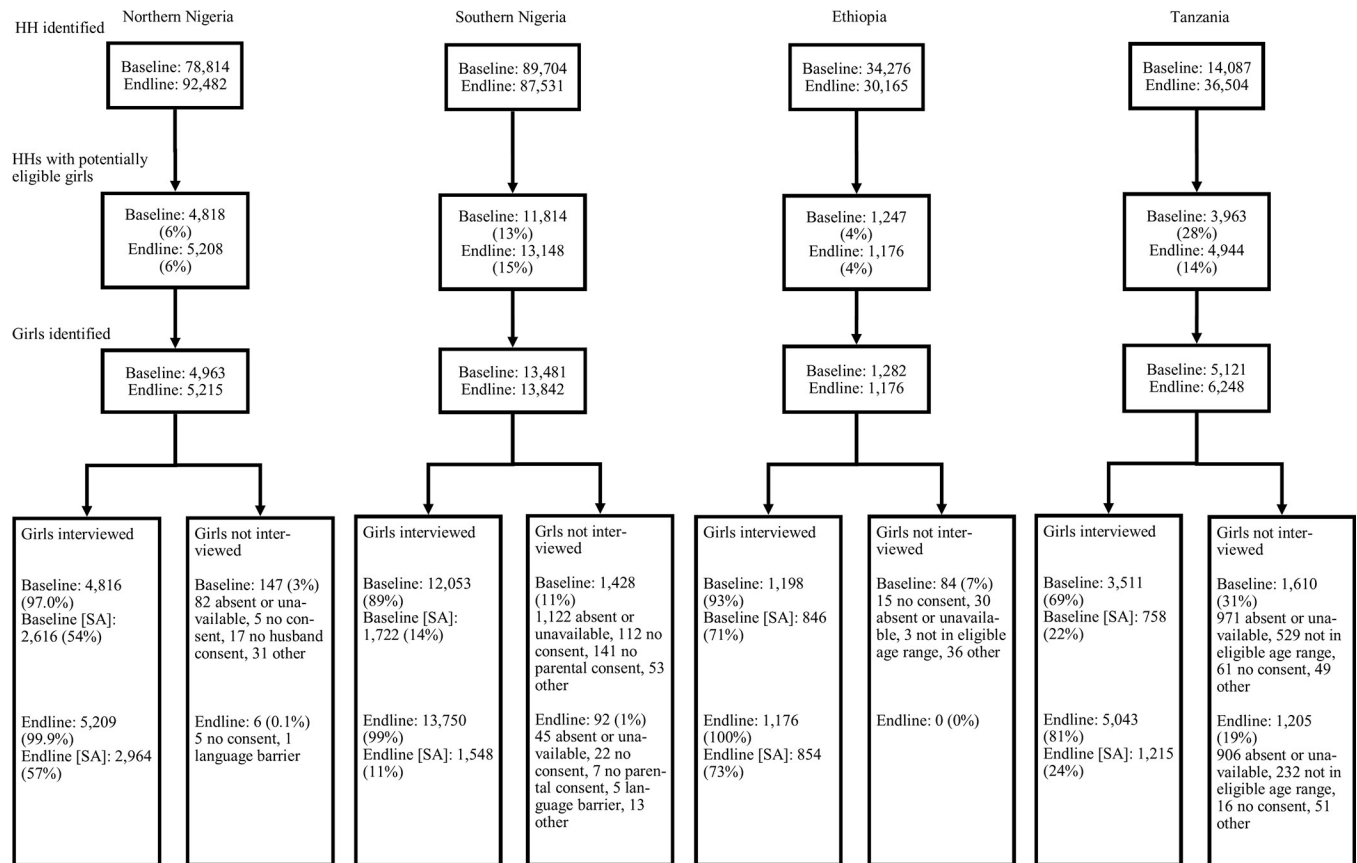 Northern Nigeria
Southern Nigeria
Ethiopia
Tanzania
HH identified
Baseline: 78,814
Endline: 92,482
Baseline: 89,704
Endline: 87,531
Baseline: 34,276
Endline: 30,165
Baseline: 14,087
Endline: 36,504
HHs with potentially
eligible girls
Baseline: 4,818
(6%)
Endline: 5,208
(6%)
Baseline: 11,814
(13%)
Endline: 13,148
(15%)
Baseline: 1,247
(4%)
Endline: 1,176
(4%)
Baseline: 3,963
(28%)
Endline: 4,944
(14%)
Girls identified
Baseline: 4,963
Endline: 5,215
Baseline: 13,481
Endline: 13,842
Baseline: 1,282
Endline: 1,176
Baseline: 5,121
Endline: 6,248
Girls interviewed
Baseline: 4,816
(97.0%)
Baseline [SA]:
2,616 (54%)
Endline: 5,209
(99.9%)
Endline [SA]: 2,964
(57%)
Girls not inter-
viewed
Baseline: 147 (3%)
82 absent or una-
vailable, 5 no con-
sent, 17 no husband
consent, 31 other
Endline: 6 (0.1%)
5 no consent, 1
language barrier
Girls interviewed
Baseline: 12,053
(89%)
Baseline [SA]:
1,722 (14%)
Endline: 13,750
(99%)
Endline [SA]: 1,548
(11%)
Girls not inter-
viewed
Baseline: 1,428
(11%)
1,122 absent or
unavailable, 112 no
consent, 141 no
parental consent, 53
other
Endline: 92 (1%)
45 absent or una-
vailable, 22 no
consent, 7 no paren-
tal consent, 5 lan-
guage barrier, 13
other
Girls interviewed
Baseline: 1,198
(93%)
Baseline [SA]: 846
(71%)
Endline: 1,176
(100%)
Endline [SA]: 854
(73%)
Girls not inter-
viewed
Baseline: 84 (7%)
15 no consent, 30
absent or unavaila-
ble, 3 not in eligible
age range, 36 other
Endline: 0 (0%)
Girls interviewed
Baseline: 3,511
(69%)
Baseline [SA]: 758
(22%)
Endline: 5,043
(81%)
Endline [SA]: 1,215
(24%)
Girls not inter-
viewed
Baseline: 1,610
(31%)
971 absent or una-
vailable, 529 not in
eligible age range,
61 no consent, 49
other
Endline: 1,205
(19%)
906 absent or una-
vailable, 232 not in
eligible age range,
16 no consent, 51
other